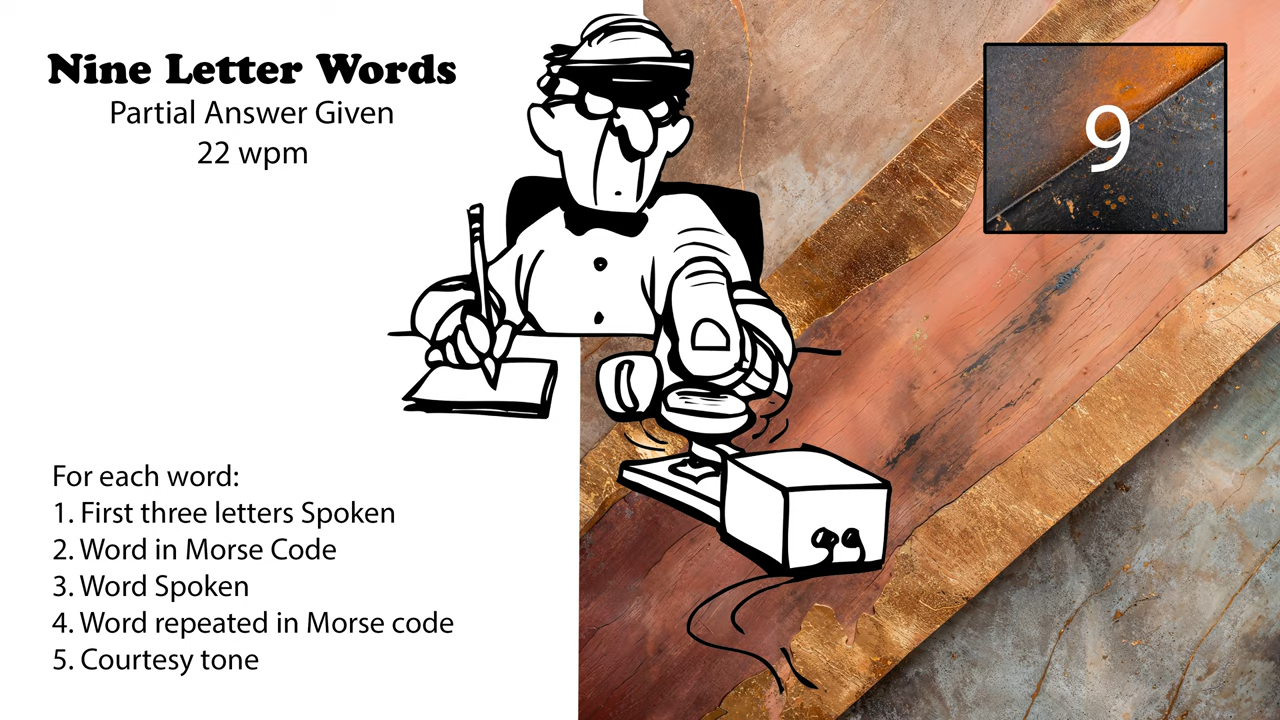 Nine Letter Words
Partial Answer Given
22 wpm
9
For each word:
1. First three letters Spoken
2. Word in Morse Code
3. Word Spoken
4. Word repeated in Morse code
5. Courtesy tone